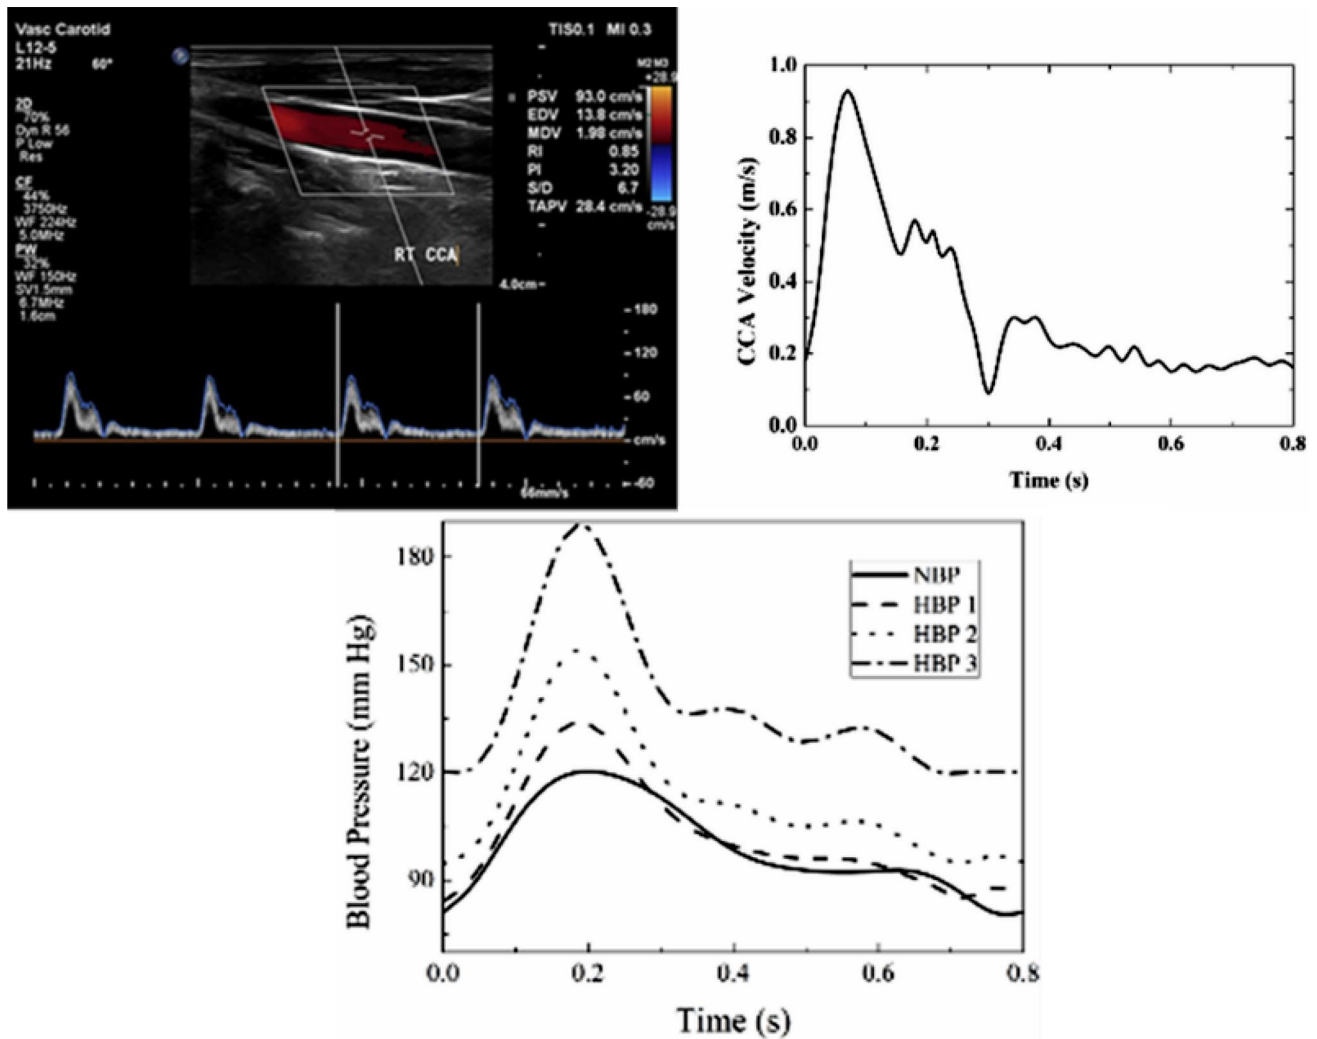 Vasc Carotid
L12-5
21Hz 60°
TIS0.1 MI 0.3
2D
70%
Dyn R 56
P Low
Res
CF
44%
3750Hz
WF 224Hz
5.0MHz
PW
32%
WF 150Hz
SV1.5mm
6.7MHz
1.6cm
M2 M3
+28.9
PSV 93.0 cm/s
EDV 13.8 cm/s
MDV 1.98 cm/s
RI 0.85
PI 3.20
S/D 6.7
TAPV 28.4 cm/s
-28.9
cm/s
RT CCA
4.0cm
180
120
60
cm/s
-60
66mm/s
CCA Velocity (m/s)
1.0
0.8
0.6
0.4
0.2
0.0
0.0 0.2 0.4 0.6 0.8
Time (s)
Blood Pressure (mm Hg)
180
150
120
90
NBP
HBP 1
HBP 2
HBP 3
0.0 0.2 0.4 0.6 0.8
Time (s)